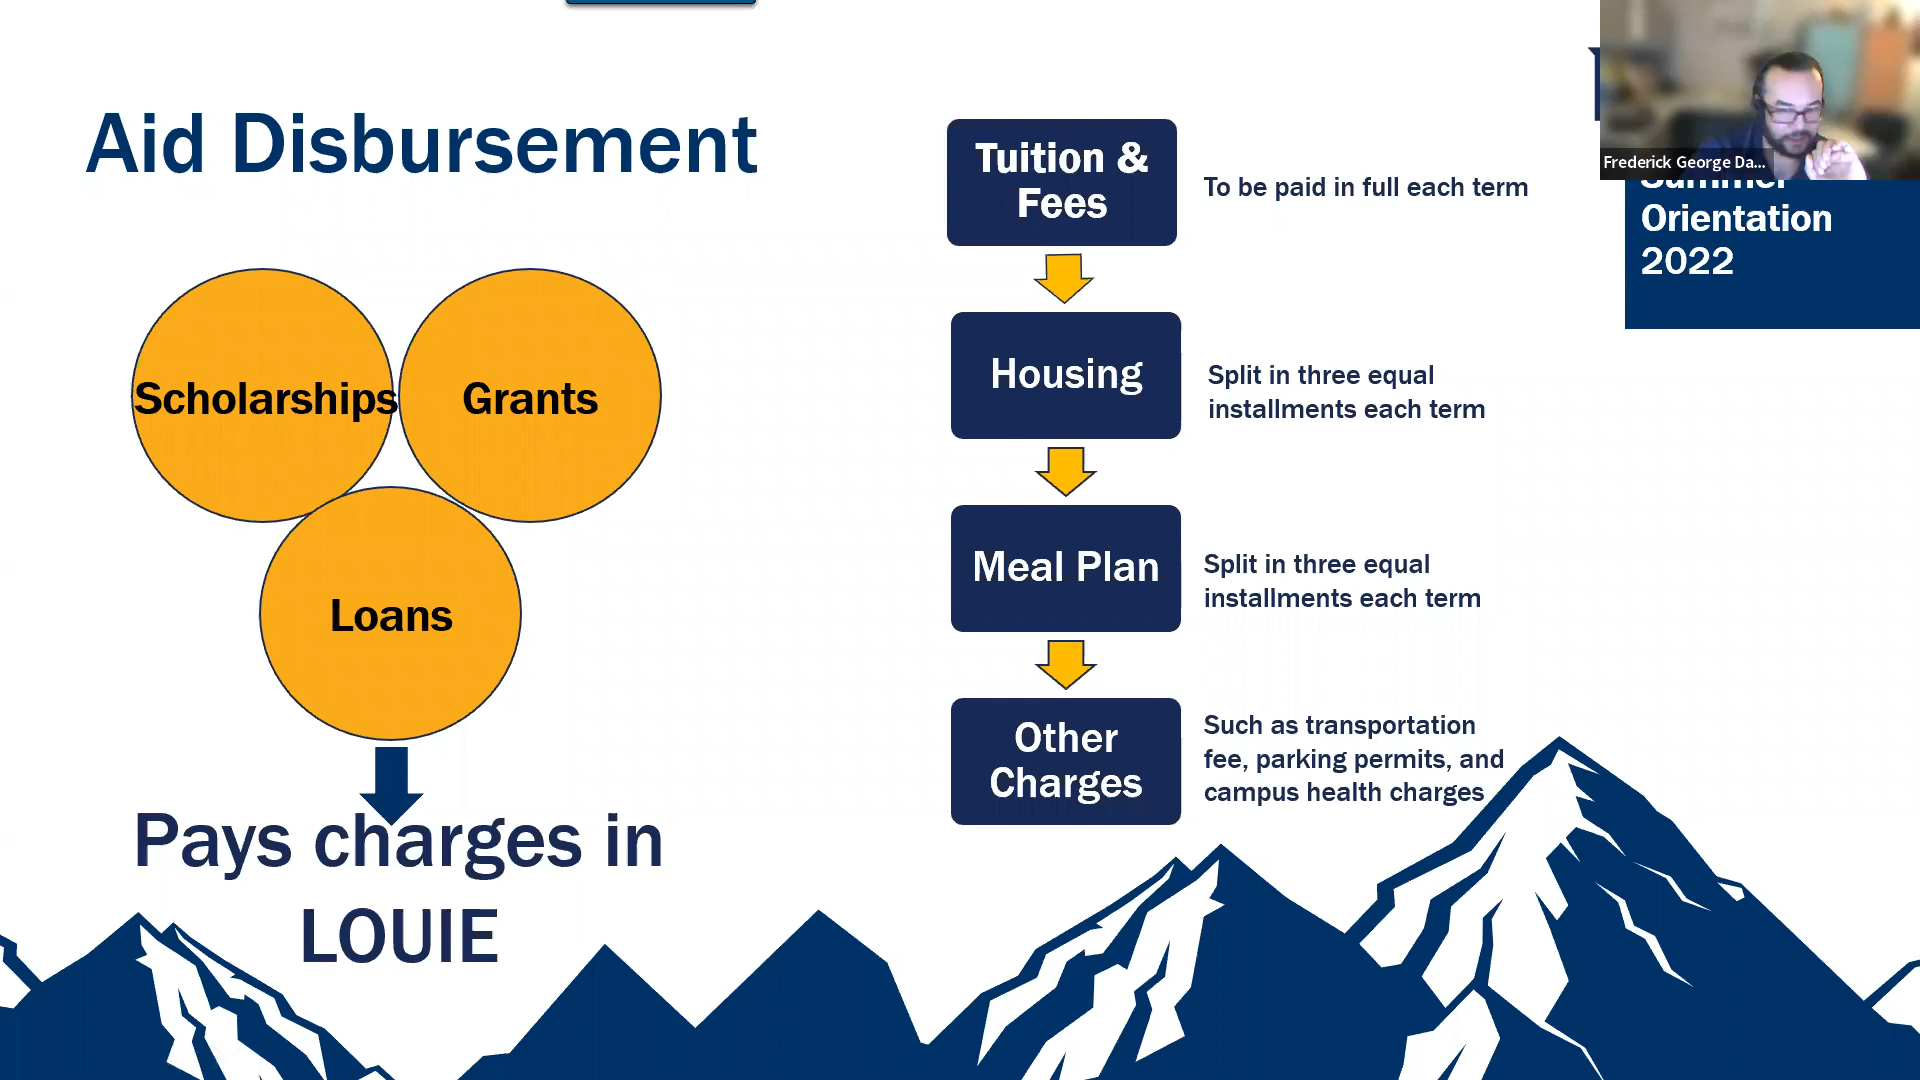 Aid Disbursement
Scholarships
Grants
Loans
Pays charges in
LOUIE
Tuition &
Fees
To be paid in full each term
Housing
Split in three equal
installments each term
Meal Plan
Split in three equal
installments each term
Other
Charges
Such as transportation
fee, parking permits, and
campus health charges
Frederick George Da...
Summer
Orientation
2022